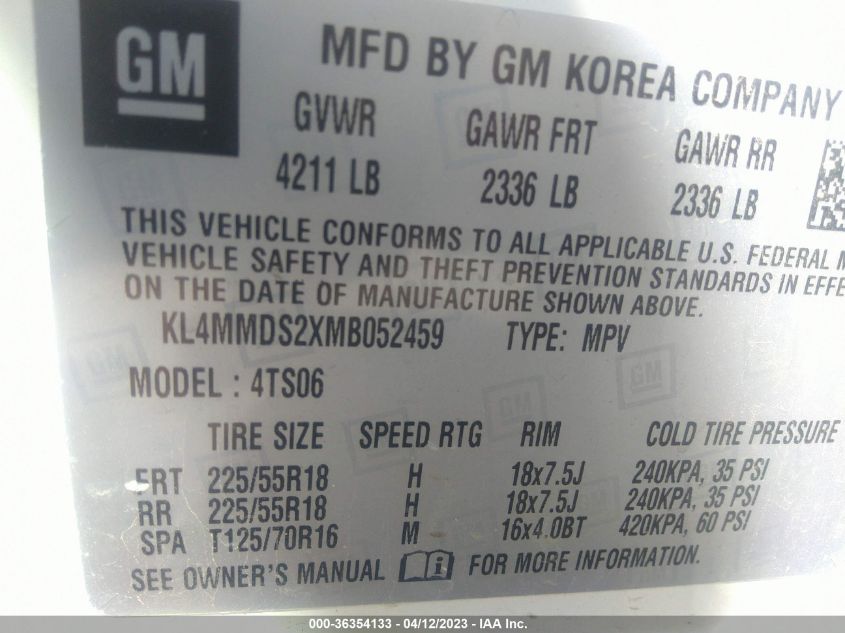 GM
MFD BY GM KOREA COMPANY
GVWR GAWR FRT GAWR RR
4211 LB 2336 LB 2336 LB
THIS VEHICLE CONFORMS TO ALL APPLICABLE U.S. FEDERAL M
VEHICLE SAFETY AND THEFT PREVENTION STANDARDS IN EFFE
ON THE DATE OF MANUFACTURE SHOWN ABOVE.
KL4MMDS2XMB052459 TYPE: MPV
MODEL : 4TS06
TIRE SIZE SPEED RTG RIM COLD TIRE PRESSURE
FRT 225/55R18 H 18x7.5J 240KPA, 35 PSI
RR 225/55R18 H 18x7.5J 240KPA, 35 PSI
SPA T125/70R16 M 16x4.0BT 420KPA, 60 PSI
SEE OWNER'S MANUAL i FOR MORE INFORMATION.
000-36354133 - 04/12/2023 - IAA Inc.